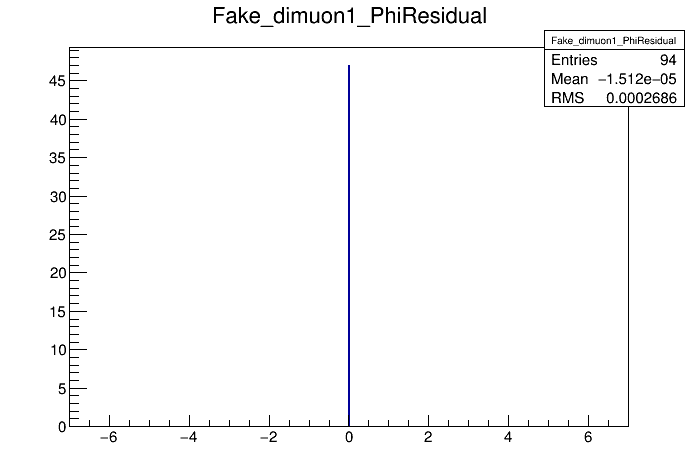 Fake_dimuon1_PhiResidual
Fake_dimuon1_PhiResidual
Entries 94
Mean −1.512e−05
RMS 0.0002686
45
40
35
30
25
20
15
10
5
0
−6 −4 −2 0 2 4 6